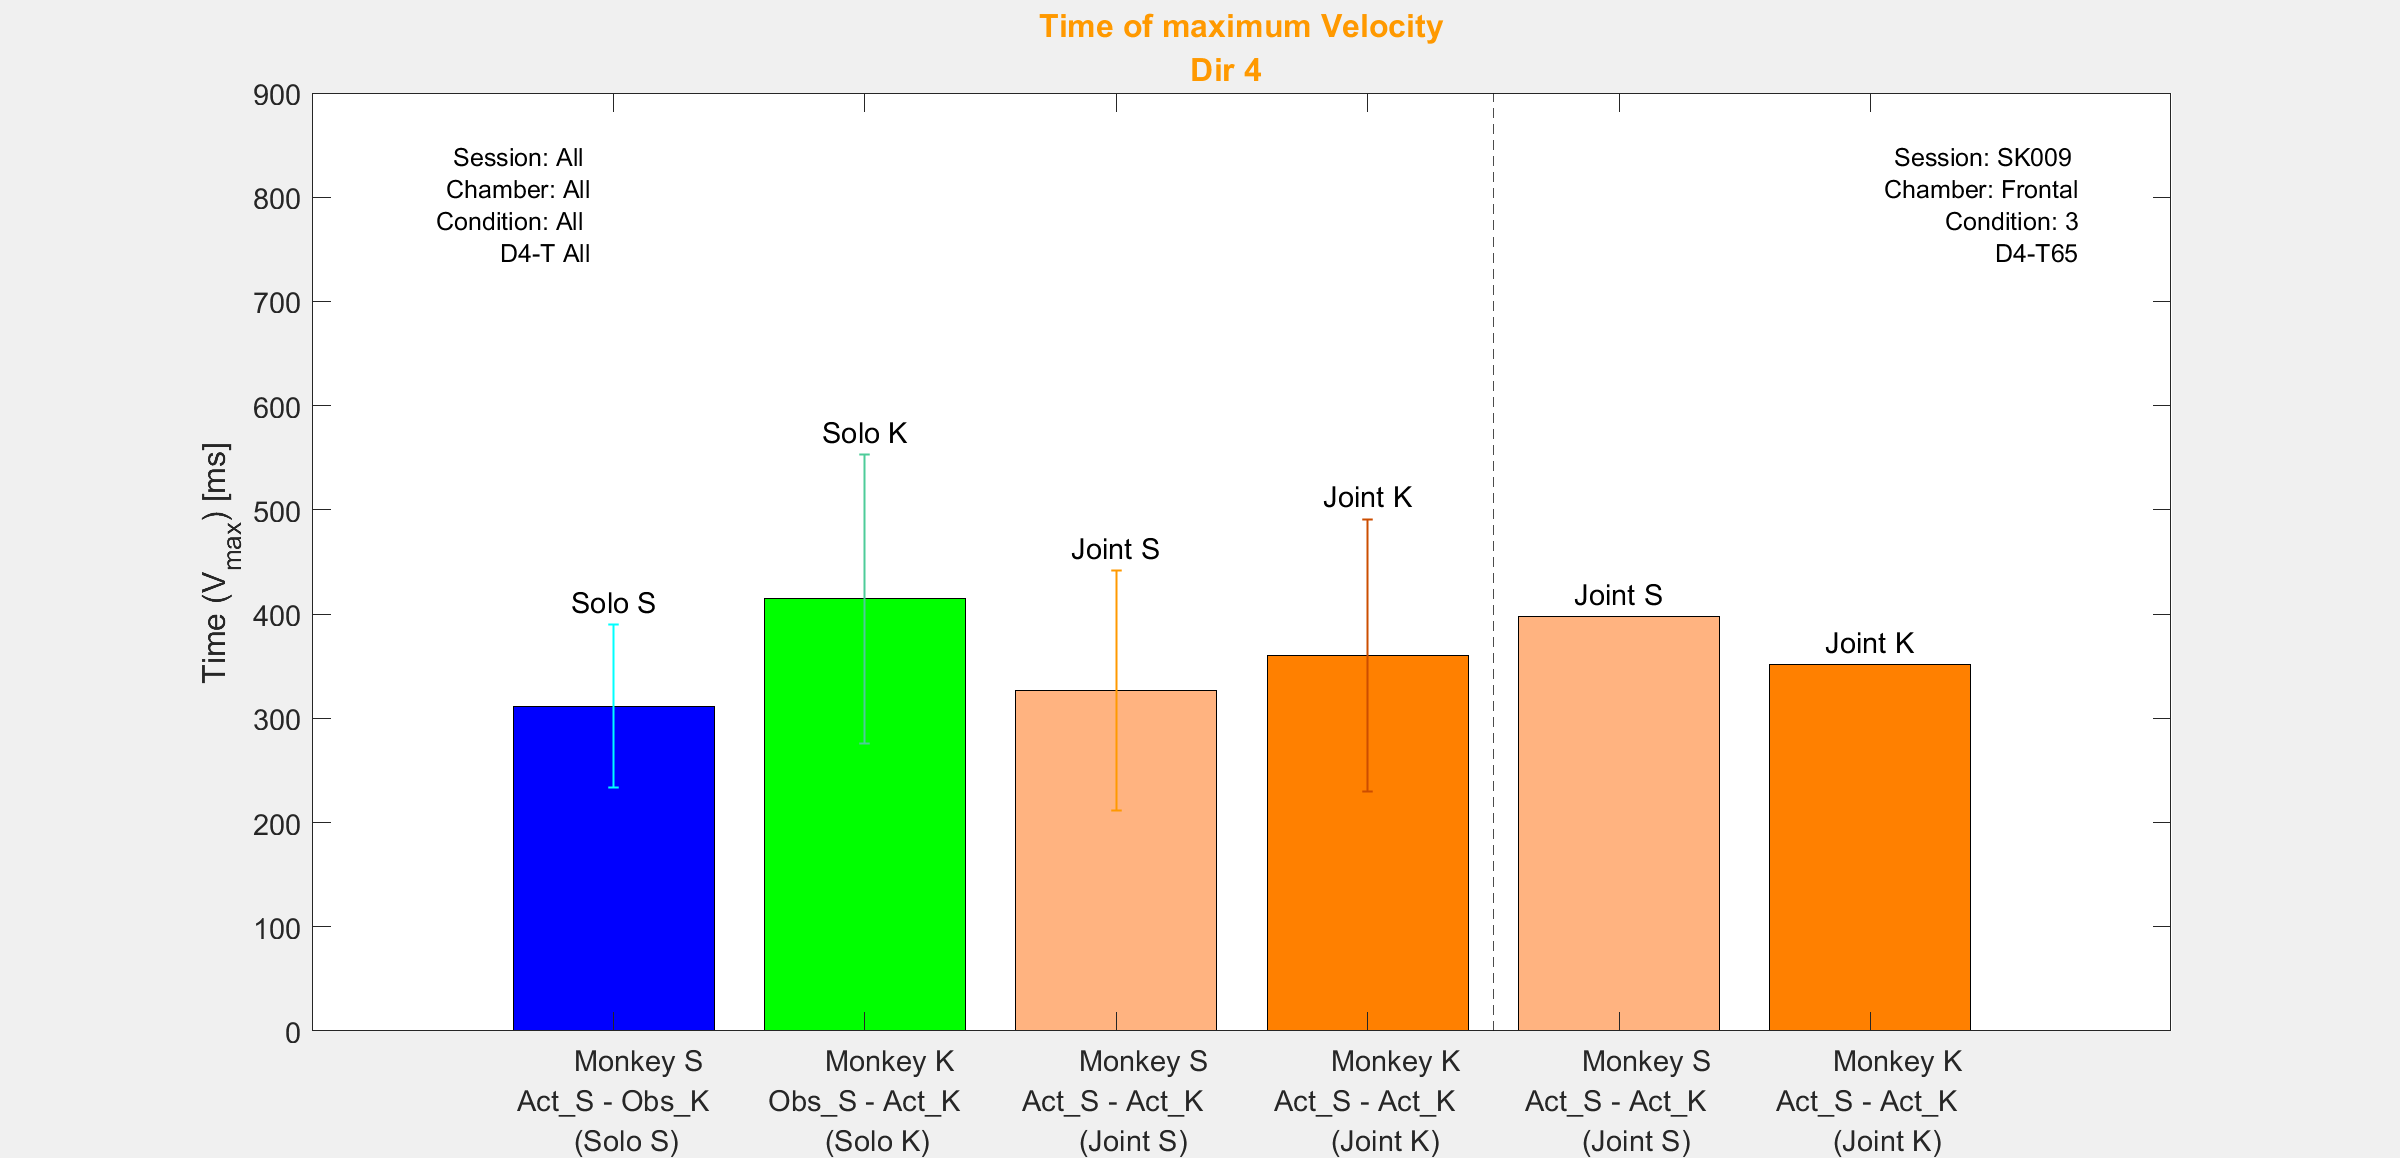 Time of maximum Velocity
Dir 4
900
800
700
600
500
400
300
200
100
0
Time (V_max) [ms]
Session: All
Chamber: All
Condition: All
D4-T All
Session: SK009
Chamber: Frontal
Condition: 3
D4-T65
Solo S
Solo K
Joint S
Joint K
Joint S
Joint K
Monkey S
Act_S - Obs_K
(Solo S)
Monkey K
Obs_S - Act_K
(Solo K)
Monkey S
Act_S - Act_K
(Joint S)
Monkey K
Act_S - Act_K
(Joint K)
Monkey S
Act_S - Act_K
(Joint S)
Monkey K
Act_S - Act_K
(Joint K)